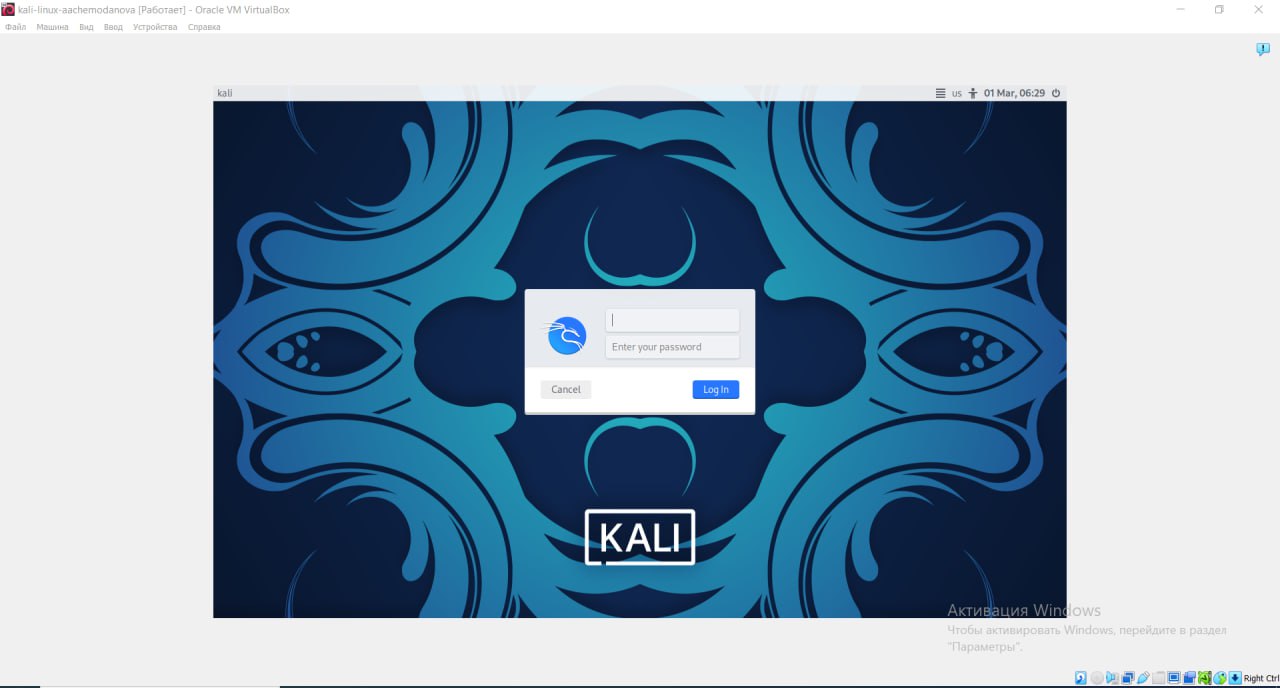 kali-linux-aachemodanova [Работает] - Oracle VM VirtualBox
Файл Машина Вид Ввод Устройства Справка
kali us 01 Mar, 06:29
Enter your password
Cancel Log In
KALI
Активация Windows
Чтобы активировать Windows, перейдите в раздел
"Параметры".
Right Ctrl